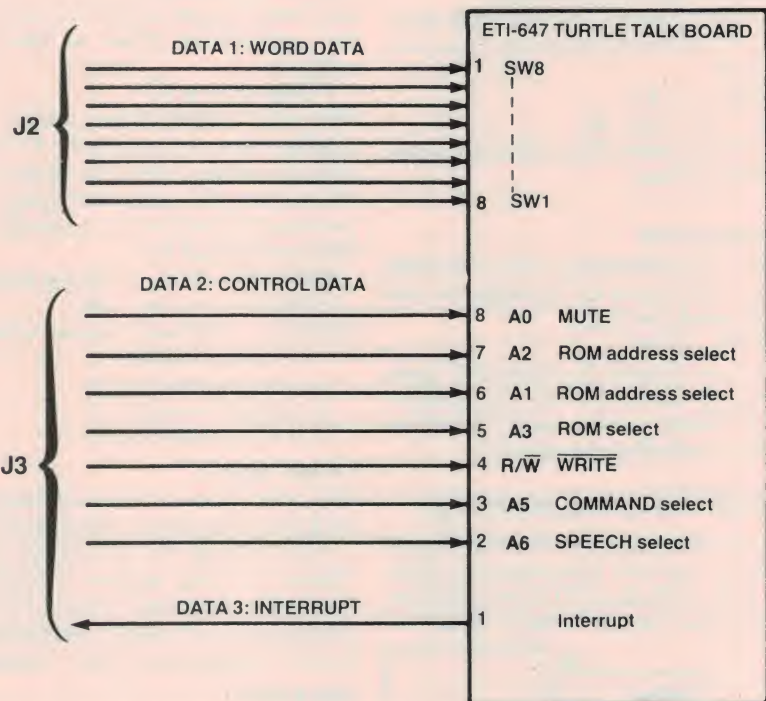 ETI-647 TURTLE TALK BOARD
DATA 1: WORD DATA
J2
1 SW8
8 SW1
DATA 2: CONTROL DATA
J3
8 A0 MUTE
7 A2 ROM address select
6 A1 ROM address select
5 A3 ROM select
4 R/W̅ W̅R̅I̅T̅E̅
3 A5 COMMAND select
2 A6 SPEECH select
DATA 3: INTERRUPT
1 Interrupt